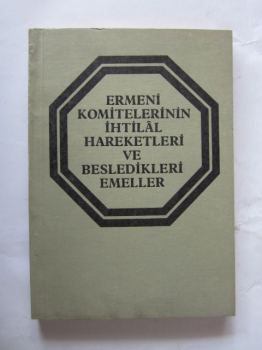 ERMENİ
KOMİTELERİNİN
İHTİLÂL
HAREKETLERİ
VE
BESLEDİKLERİ
EMELLER